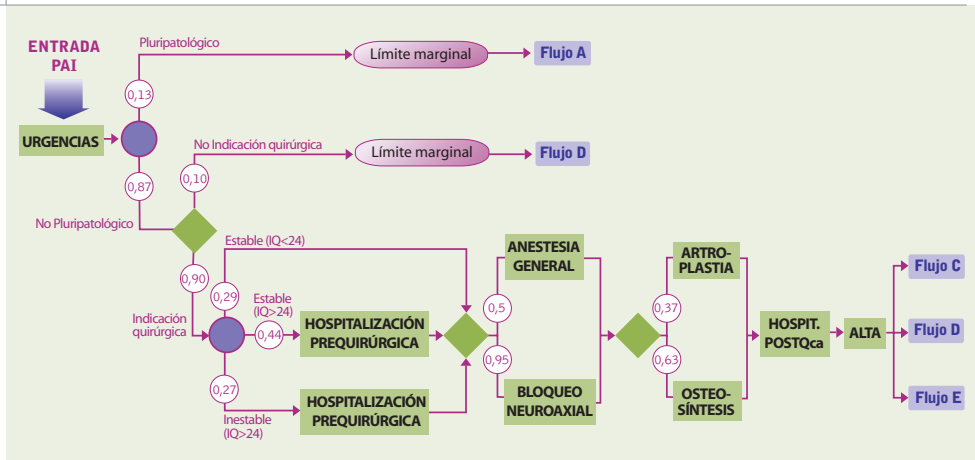 ENTRADA
PAI
URGENCIAS
Pluripatológico
0,13
Límite marginal
Flujo A
0,87
No Pluripatológico
No Indicación quirúrgica
0,10
Límite marginal
Flujo D
0,90
Indicación
quirúrgica
Estable (IQ<24)
0,29
Estable
(IQ>24)
0,44
HOSPITALIZACIÓN
PREQUIRÚRGICA
0,27
Inestable
(IQ>24)
HOSPITALIZACIÓN
PREQUIRÚRGICA
0,5
ANESTESIA
GENERAL
0,95
BLOQUEO
NEUROAXIAL
0,37
ARTRO-
PLASTIA
0,63
OSTEO-
SÍNTESIS
HOSPIT.
POSTQca
ALTA
Flujo C
Flujo D
Flujo E